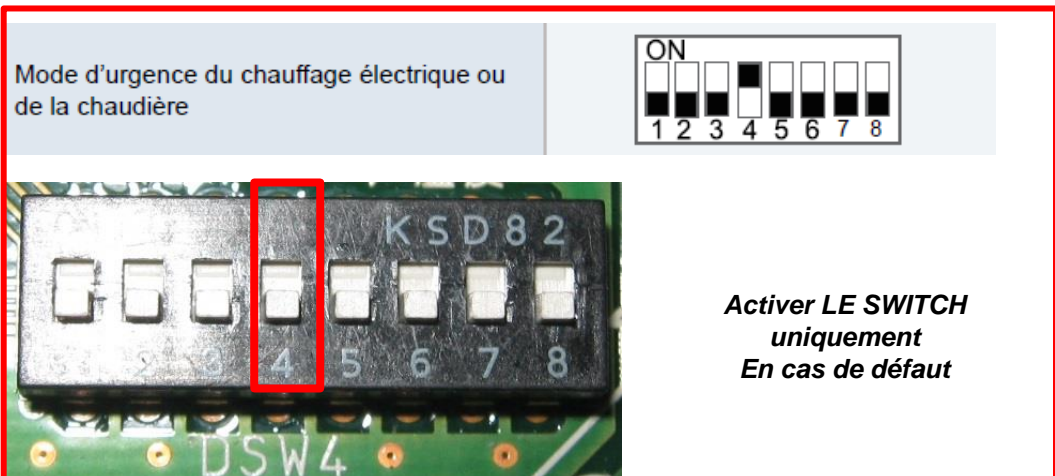 Mode d'urgence du chauffage électrique ou
de la chaudière
ON
1 2 3 4 5 6 7 8
KSD82
3 4 5 6 7 8
DSW4
Activer LE SWITCH
uniquement
En cas de défaut